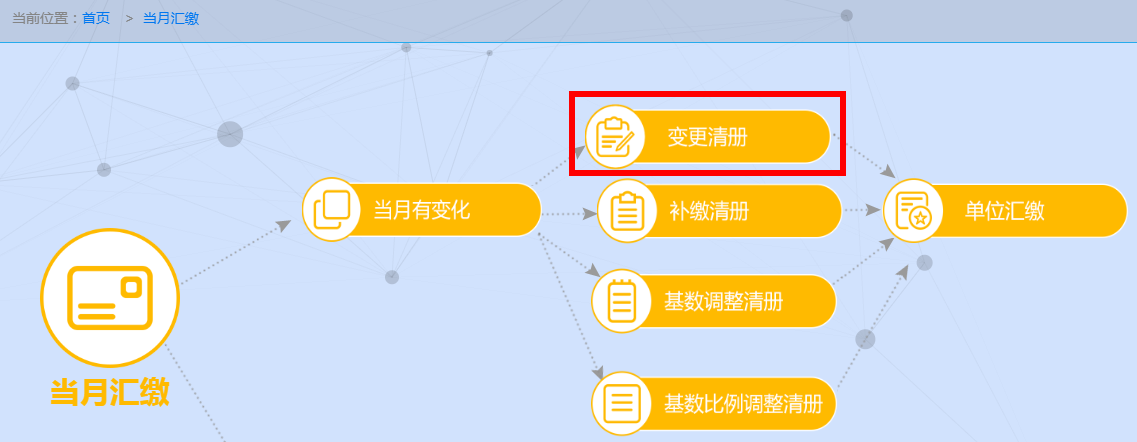 当前位置：首页 > 当月汇缴
变更清册
当月有变化
补缴清册
单位汇缴
基数调整清册
当月汇缴
基数比例调整清册